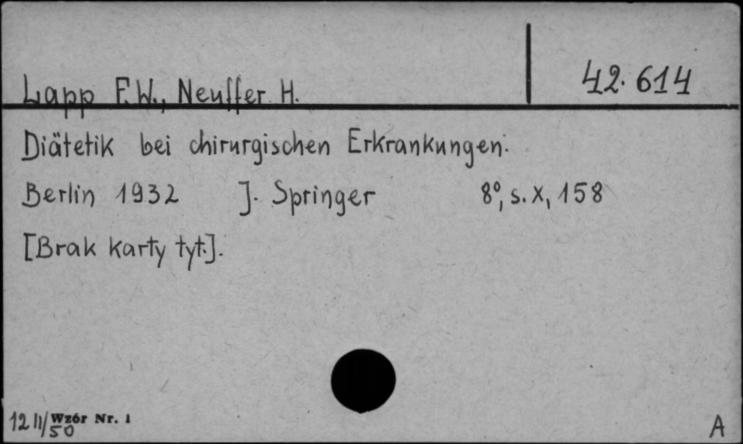 Lapp F.W., Neuffer H.
42.614
Diätetik bei chirurgischen Erkrankungen.
Berlin 1932 J. Springer 8°, s. X, 158
[Brak karty tyt.].
12 II/50 Wzór Nr. 1
A